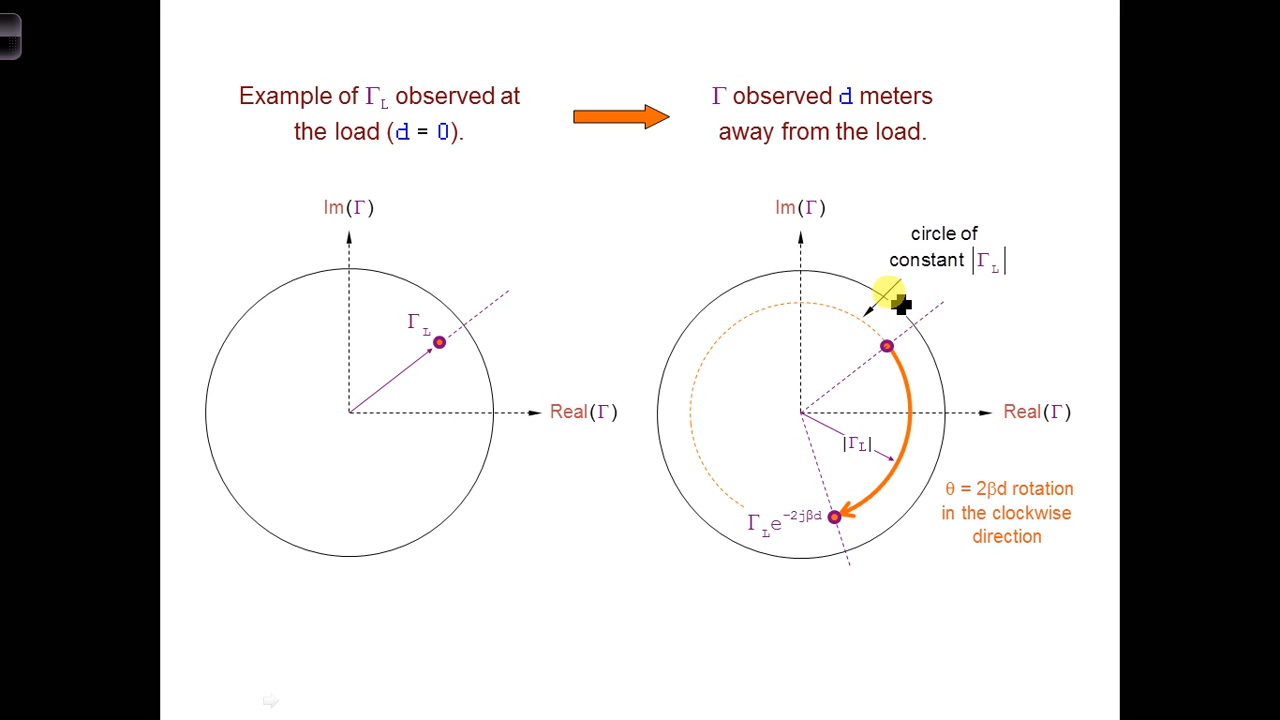 Example of Γ_L observed at
the load (d = 0).
Γ observed d meters
away from the load.
Im(Γ)
Γ_L
Real(Γ)
Im(Γ)
circle of
constant |Γ_L|
Real(Γ)
|Γ_L|
θ = 2βd rotation
in the clockwise
direction
Γ_L e^−2jβd